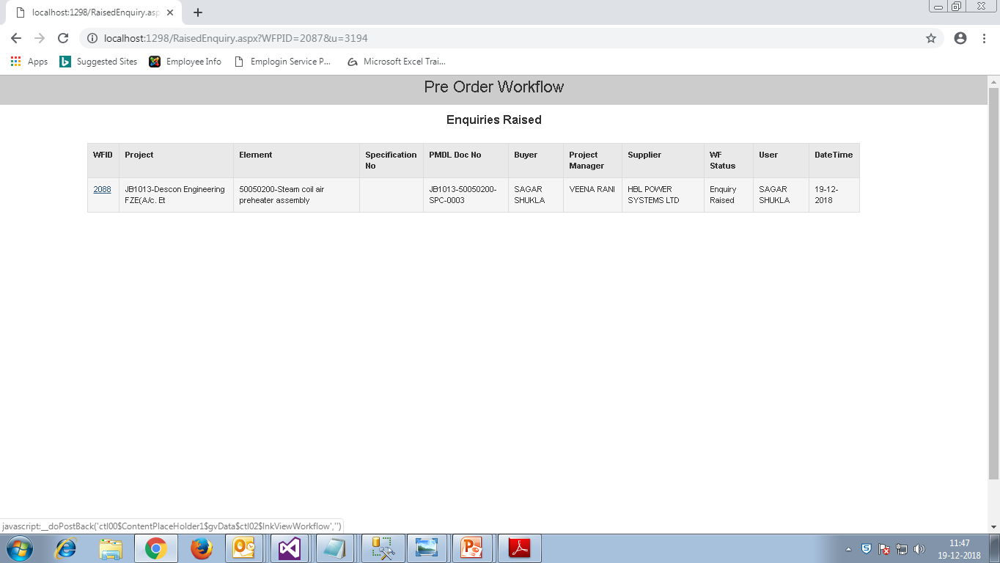 localhost:1298/RaisedEnquiry.asp
localhost:1298/RaisedEnquiry.aspx?WFPID=2087&u=3194
Apps Suggested Sites Employee Info Emplogin Service P... Microsoft Excel Trai...
Pre Order Workflow
Enquiries Raised
WFID Project Element Specification PMDL Doc No Buyer Project Supplier WF User DateTime
No Manager Status
2088 JB1013-Descon Engineering 50050200-Steam coil air JB1013-50050200- SAGAR VEENA RANI HBL POWER Enquiry SAGAR 19-12-
FZE(A/c. Et preheater assembly SPC-0003 SHUKLA SYSTEMS LTD Raised SHUKLA 2018
javascript:__doPostBack('ctl00$ContentPlaceHolder1$gvData$ctl02$lnkViewWorkflow','')
11:47
19-12-2018